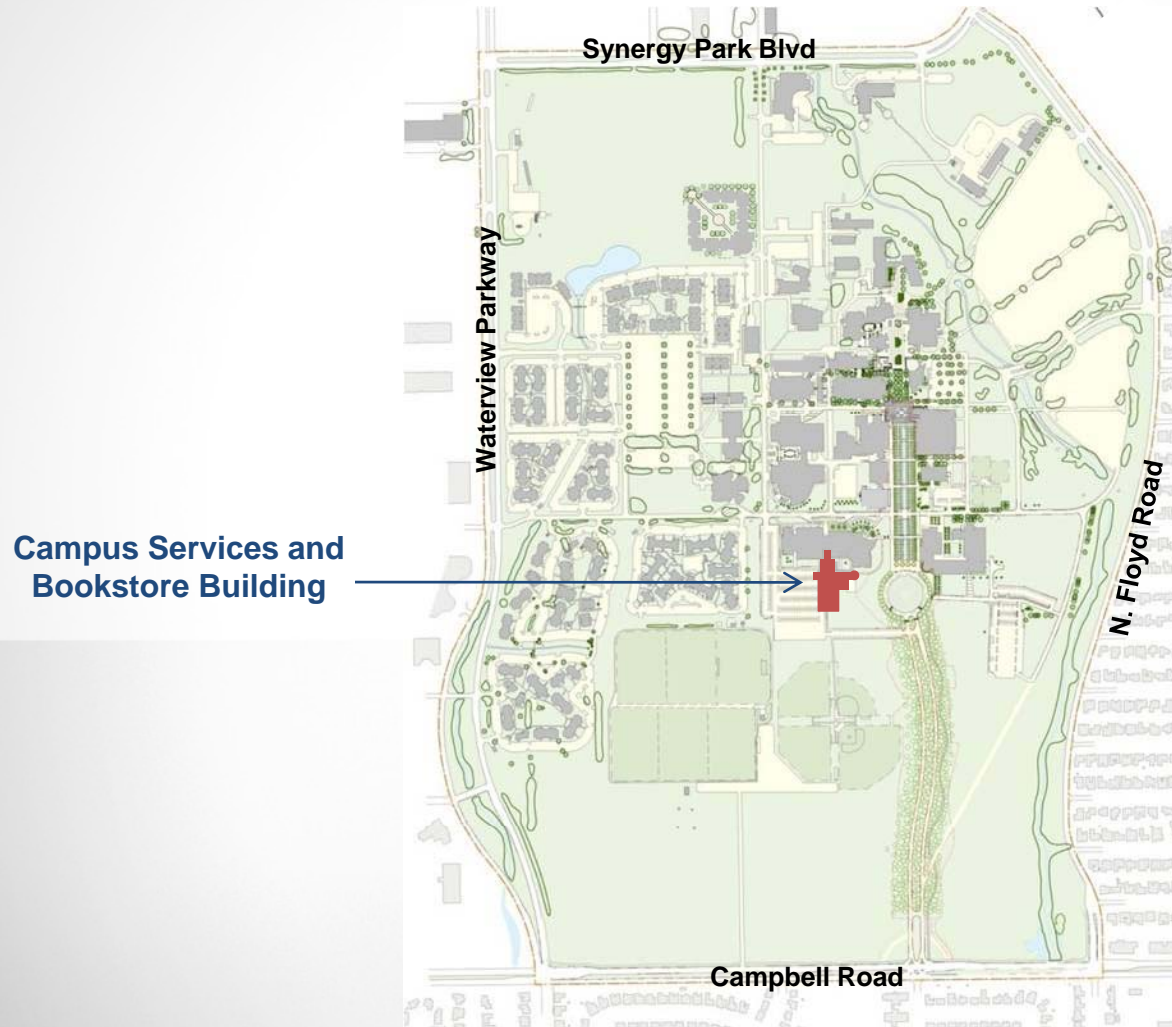 Synergy Park Blvd
Waterview Parkway
Campus Services and
Bookstore Building
N. Floyd Road
Campbell Road